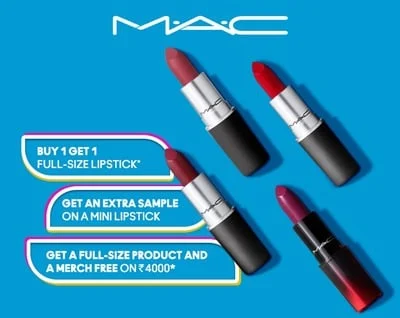 M·A·C
BUY 1 GET 1
FULL-SIZE LIPSTICK*
GET AN EXTRA SAMPLE
ON A MINI LIPSTICK
GET A FULL-SIZE PRODUCT AND
A MERCH FREE ON ₹4000*